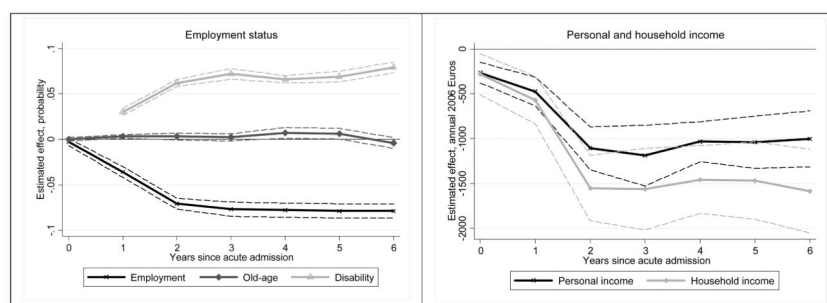 Employment status
Estimated effect, probability
.1
.05
0
-.05
-.1
0 1 2 3 4 5 6
Years since acute admission
Employment Old-age Disability
Personal and household income
Estimated effect, annual 2006 Euros
0
-500
-1000
-1500
-2000
0 1 2 3 4 5 6
Years since acute admission
Personal income Household income